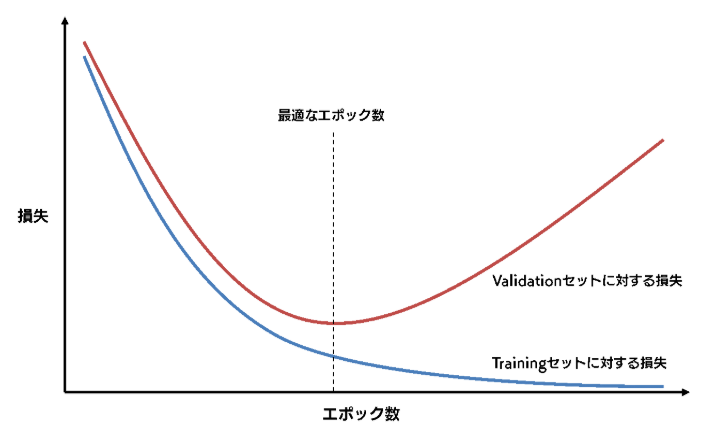 最適なエポック数
損失
Validationセットに対する損失
Trainingセットに対する損失
エポック数